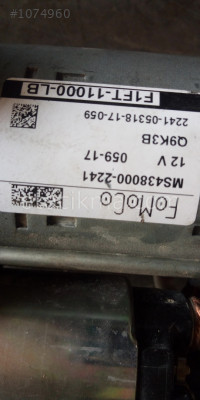 #1074960
FoMoCo
MS438000-2241
12 V 059-17
Q9K3B
2241-05318-17-059
F1FT-11000-LB